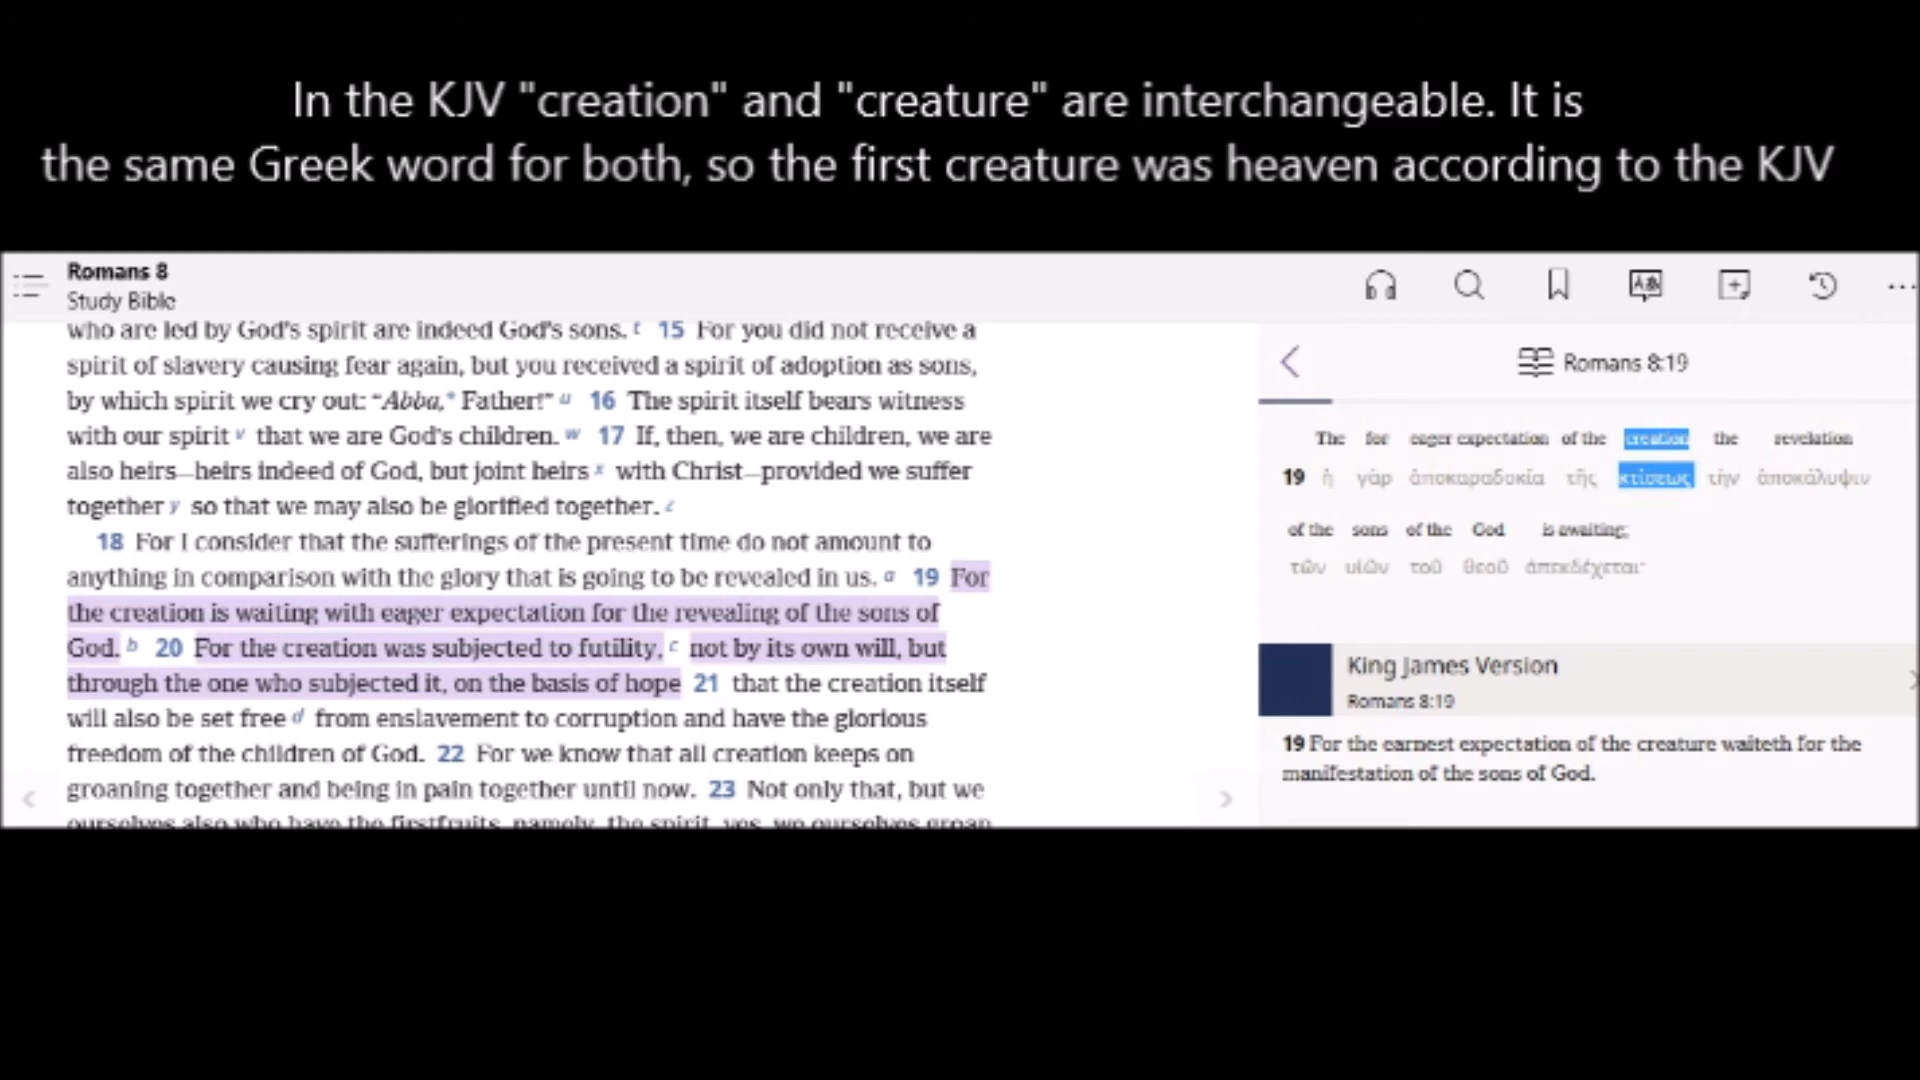 In the KJV "creation" and "creature" are interchangeable. It is
the same Greek word for both, so the first creature was heaven according to the KJV
Romans 8
Study Bible
who are led by God's spirit are indeed God's sons. t 15 For you did not receive a
spirit of slavery causing fear again, but you received a spirit of adoption as sons,
by which spirit we cry out: “Abba,* Father!” u 16 The spirit itself bears witness
with our spirit v that we are God's children. w 17 If, then, we are children, we are
also heirs—heirs indeed of God, but joint heirs x with Christ—provided we suffer
together y so that we may also be glorified together. z
18 For I consider that the sufferings of the present time do not amount to
anything in comparison with the glory that is going to be revealed in us. a 19 For
the creation is waiting with eager expectation for the revealing of the sons of
God. b 20 For the creation was subjected to futility, c not by its own will, but
through the one who subjected it, on the basis of hope 21 that the creation itself
will also be set free d from enslavement to corruption and have the glorious
freedom of the children of God. 22 For we know that all creation keeps on
groaning together and being in pain together until now. 23 Not only that, but we
ourselves also who have the firstfruits, namely, the spirit, yes, we ourselves groan
Romans 8:19
The for eager expectation of the creation the revelation
19 ἡ γὰρ ἀποκαραδοκία τῆς κτίσεως τὴν ἀποκάλυψιν
of the sons of the God is awaiting;
τῶν υἱῶν τοῦ θεοῦ ἀπεκδέχεται·
King James Version
Romans 8:19
19 For the earnest expectation of the creature waiteth for the
manifestation of the sons of God.